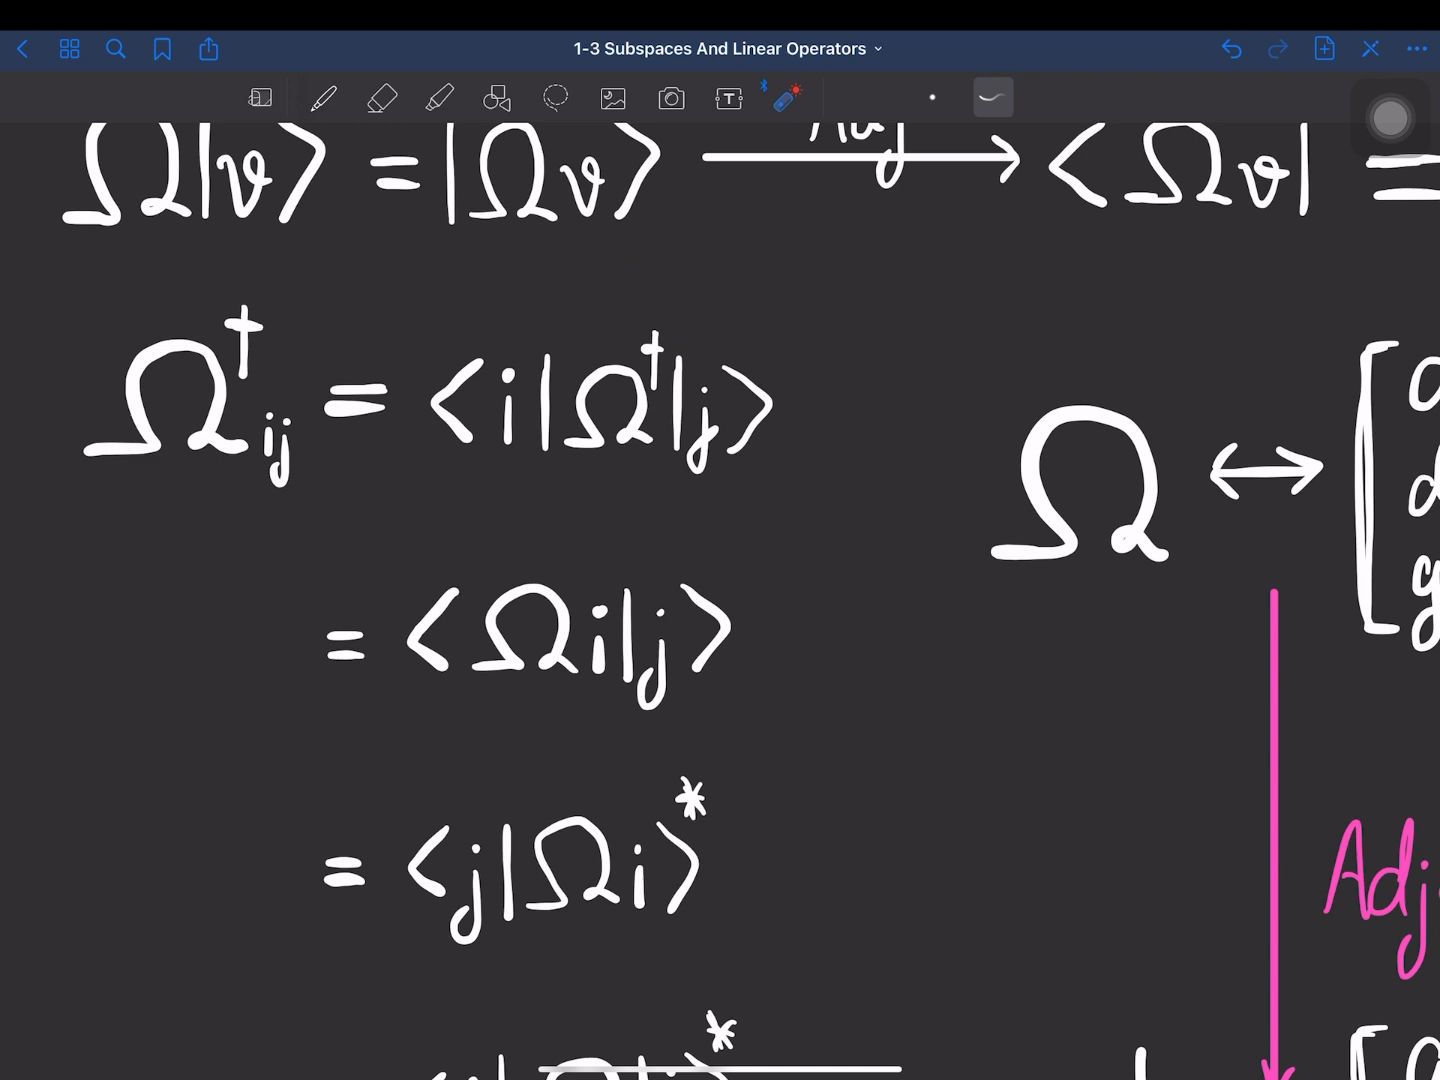 1-3 Subspaces And Linear Operators
T
Ω|v⟩ = |Ωv⟩ ⟶ ⟨Ωv| =
Ω†ij = ⟨i|Ω†|j⟩
Ω ↔ [
= ⟨Ωi|j⟩
= ⟨j|Ωi⟩*
Adj